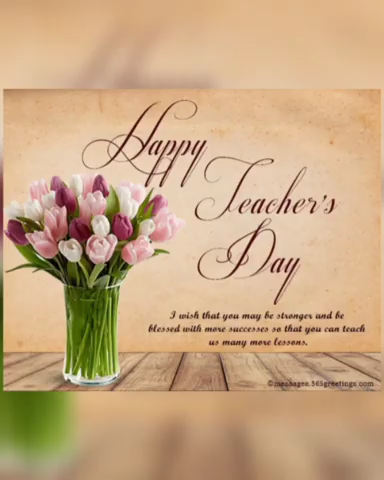 Happy
Teacher's
Day
I wish that you may be stronger and be
blessed with more successes so that you can teach
us many more lessons.
©messages.365greetings.com